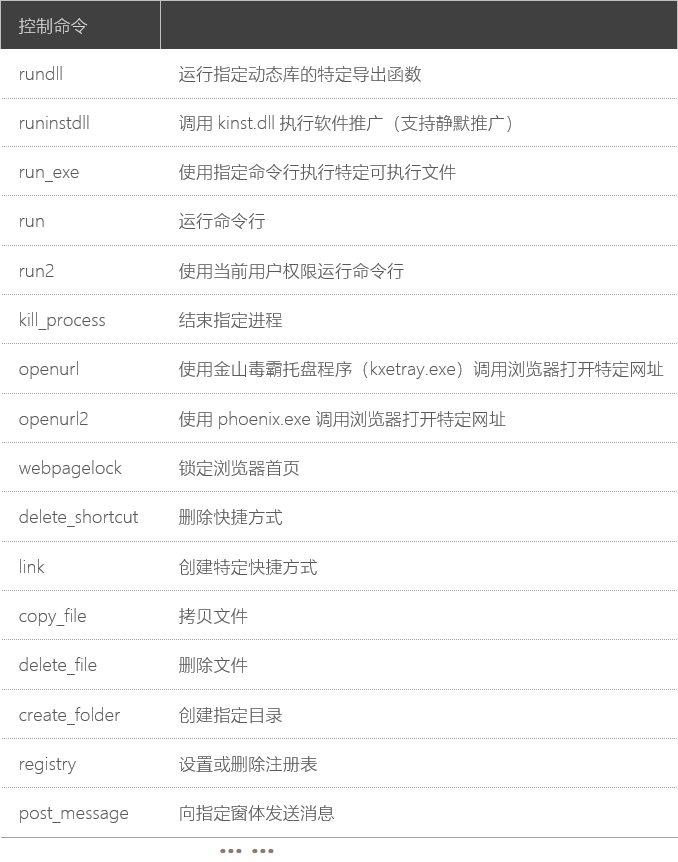 控制命令
rundll 运行指定动态库的特定导出函数
runinstdll 调用 kinst.dll 执行软件推广（支持静默推广）
run_exe 使用指定命令行执行特定可执行文件
run 运行命令行
run2 使用当前用户权限运行命令行
kill_process 结束指定进程
openurl 使用金山毒霸托盘程序（kxetray.exe）调用浏览器打开特定网址
openurl2 使用 phoenix.exe 调用浏览器打开特定网址
webpagelock 锁定浏览器首页
delete_shortcut 删除快捷方式
link 创建特定快捷方式
copy_file 拷贝文件
delete_file 删除文件
create_folder 创建指定目录
registry 设置或删除注册表
post_message 向指定窗体发送消息
... ...